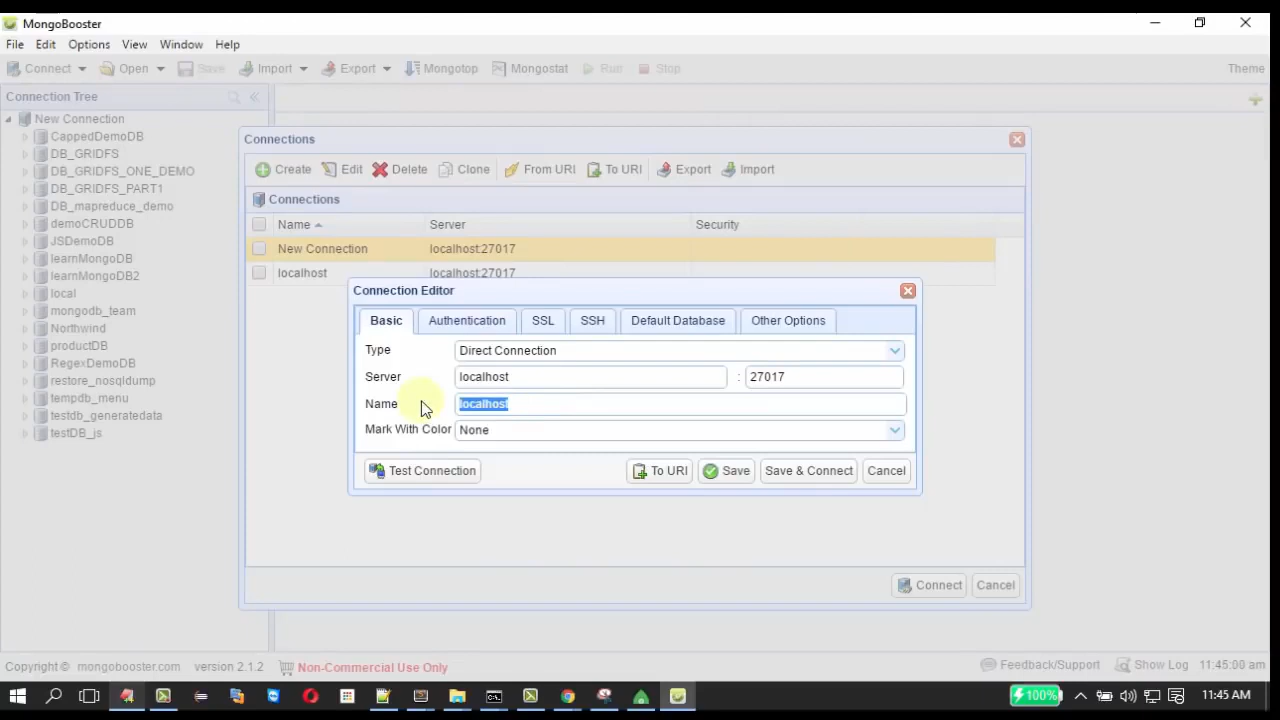 MongoBooster
File Edit Options View Window Help
Connect Open Save Import Export Mongotop Mongostat Run Stop Theme
Connection Tree
New Connection
CappedDemoDB
DB_GRIDFS
DB_GRIDFS_ONE_DEMO
DB_GRIDFS_PART1
DB_mapreduce_demo
demoCRUDDB
JSDemoDB
learnMongoDB
learnMongoDB2
local
mongodb_team
Northwind
productDB
RegexDemoDB
restore_nosqldump
tempdb_menu
testdb_generatedata
testDB_js
Connections
Create Edit Delete Clone From URI To URI Export Import
Connections
Name Server Security
New Connection localhost:27017
localhost localhost:27017
Connection Editor
Basic Authentication SSL SSH Default Database Other Options
Type Direct Connection
Server localhost : 27017
Name localhost
Mark With Color None
Test Connection To URI Save Save & Connect Cancel
Connect Cancel
Copyright © mongobooster.com version 2.1.2 Non-Commercial Use Only Feedback/Support Show Log 11:45:00 am
100% 11:45 AM